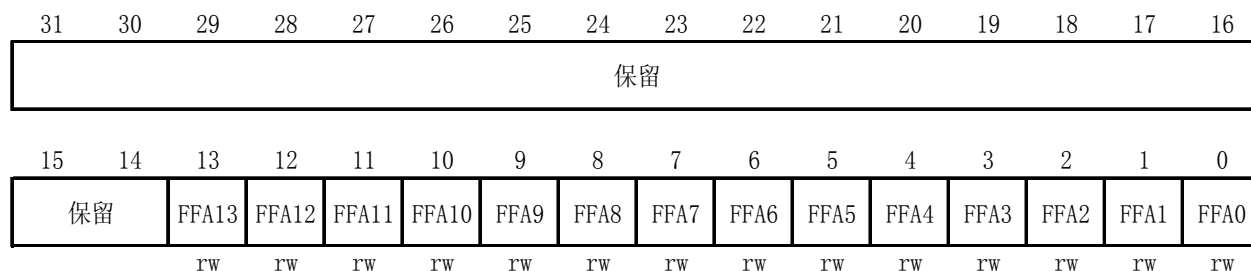 31 30 29 28 27 26 25 24 23 22 21 20 19 18 17 16
保留
15 14 13 12 11 10 9 8 7 6 5 4 3 2 1 0
保留 FFA13 FFA12 FFA11 FFA10 FFA9 FFA8 FFA7 FFA6 FFA5 FFA4 FFA3 FFA2 FFA1 FFA0
rw rw rw rw rw rw rw rw rw rw rw rw rw rw